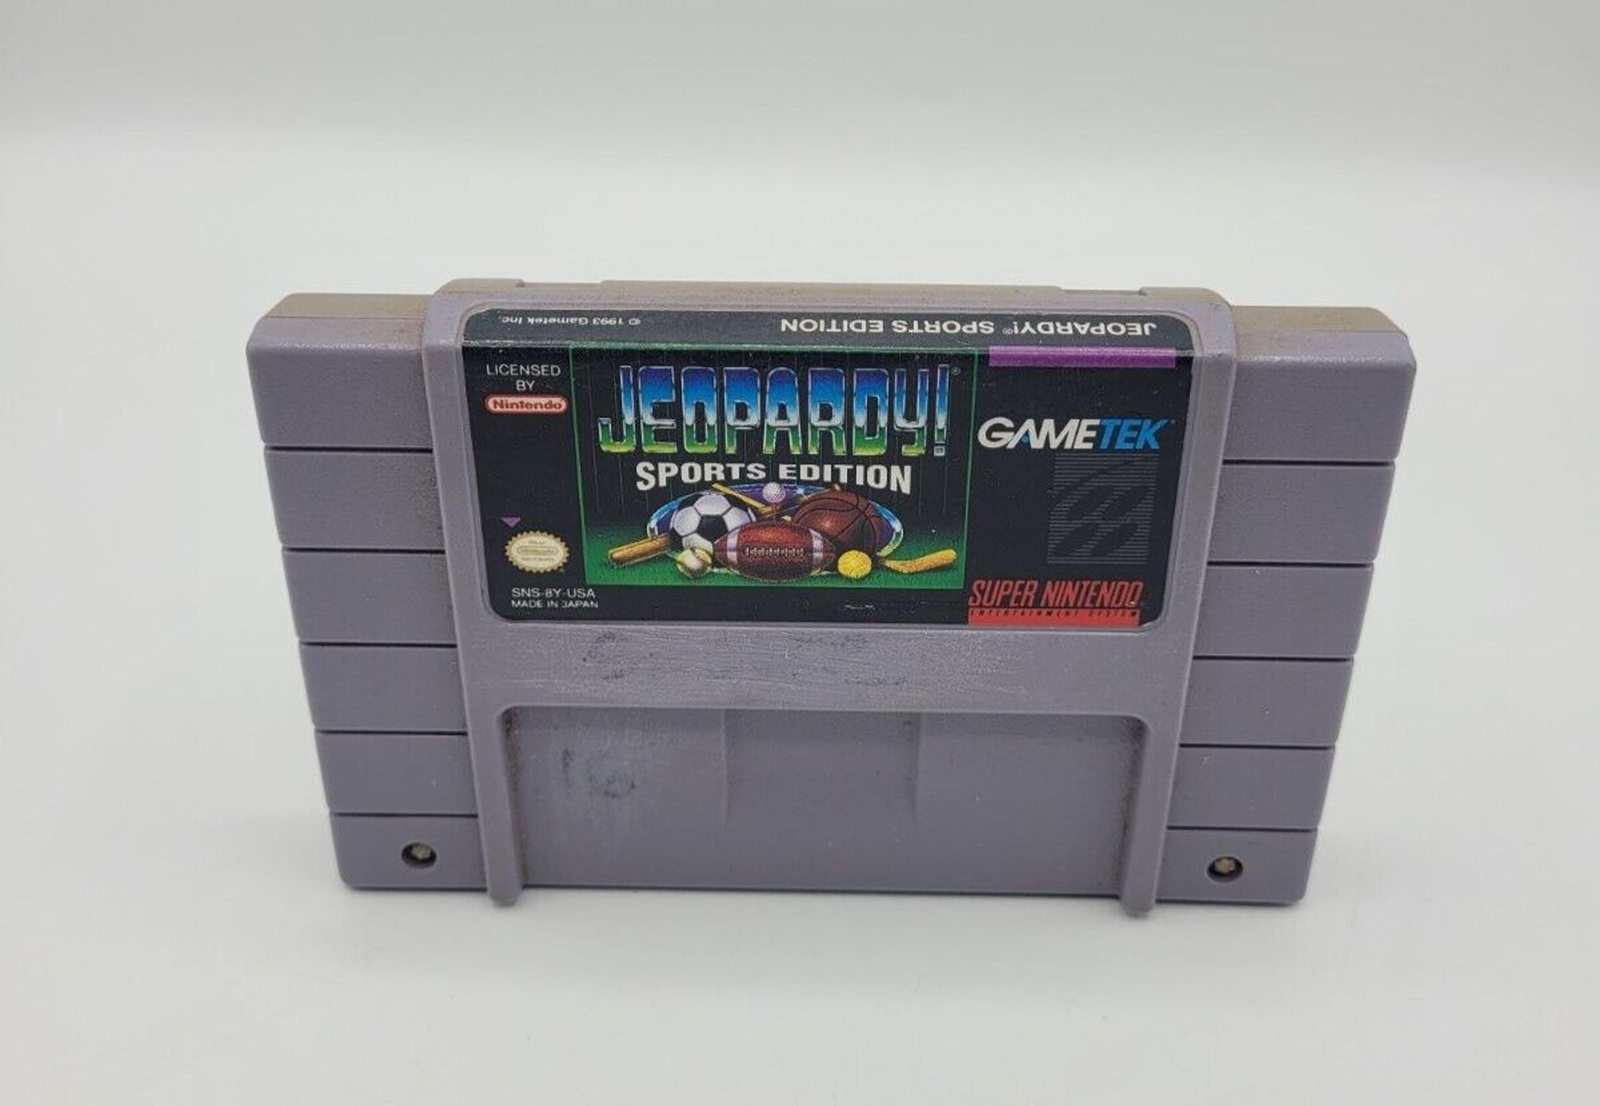 JEOPARDY!® SPORTS EDITION
© 1993 Gametek Inc.
LICENSED
BY
Nintendo
JEOPARDY!®
SPORTS EDITION
GAMETEK
SNS-8Y-USA
MADE IN JAPAN
SUPER NINTENDO
ENTERTAINMENT SYSTEM